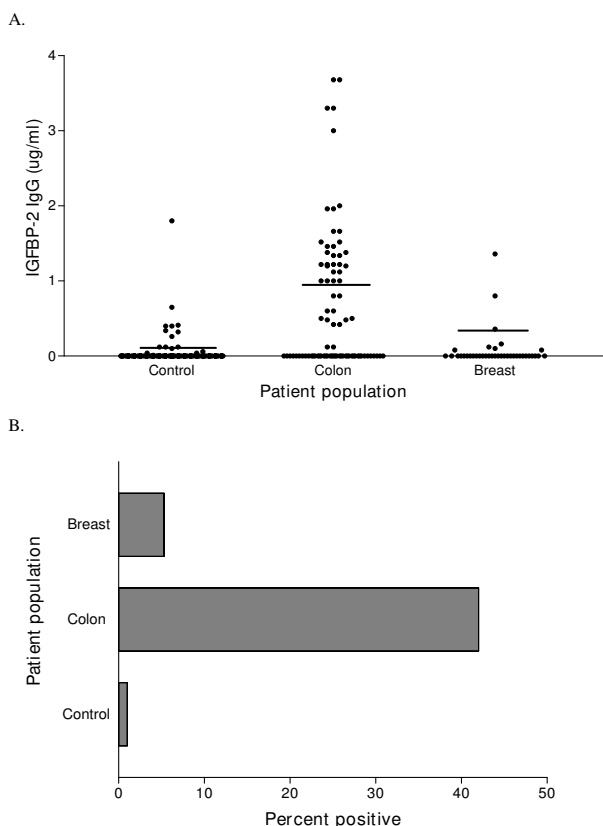 A.
4
3
2
1
0
IGFBP-2 IgG (ug/ml)
Control Colon Breast
Patient population
B.
Patient population
Breast
Colon
Control
0 10 20 30 40 50
Percent positive